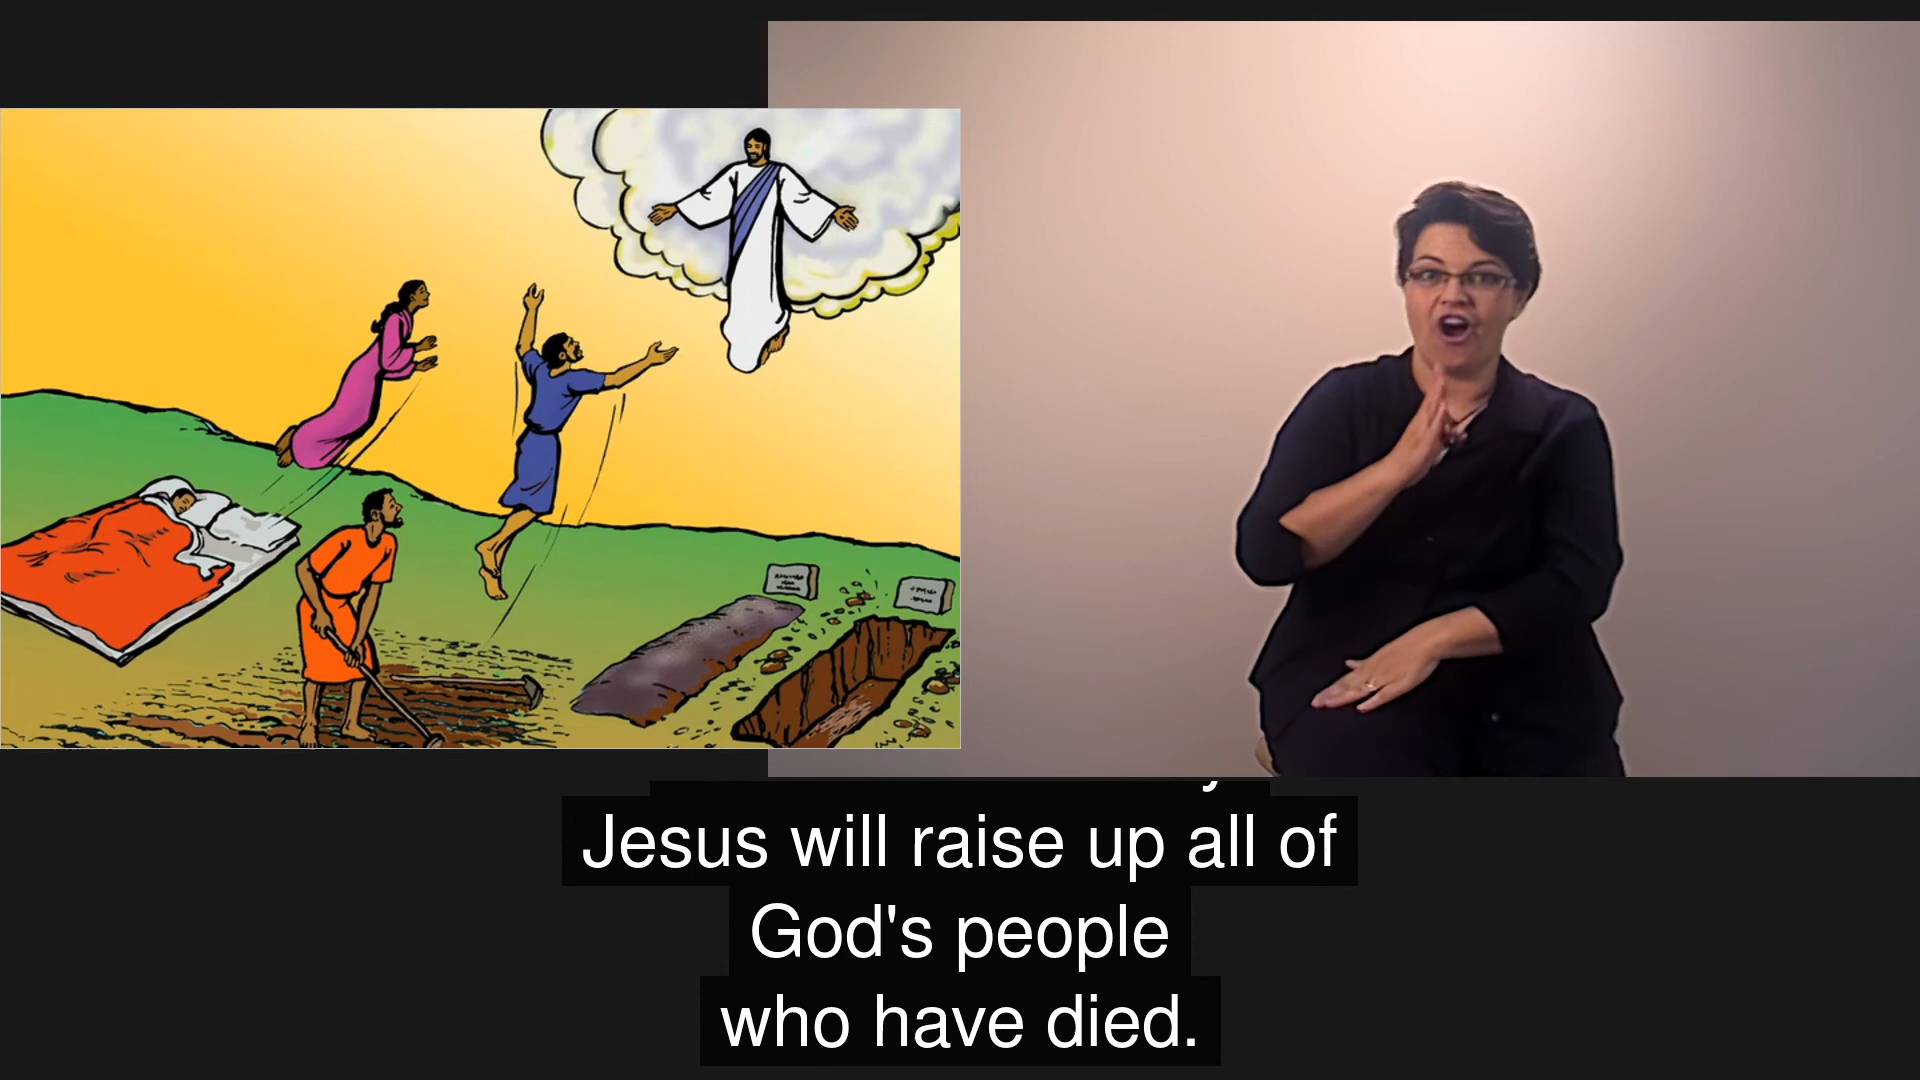 Jesus will raise up all of
God's people
who have died.